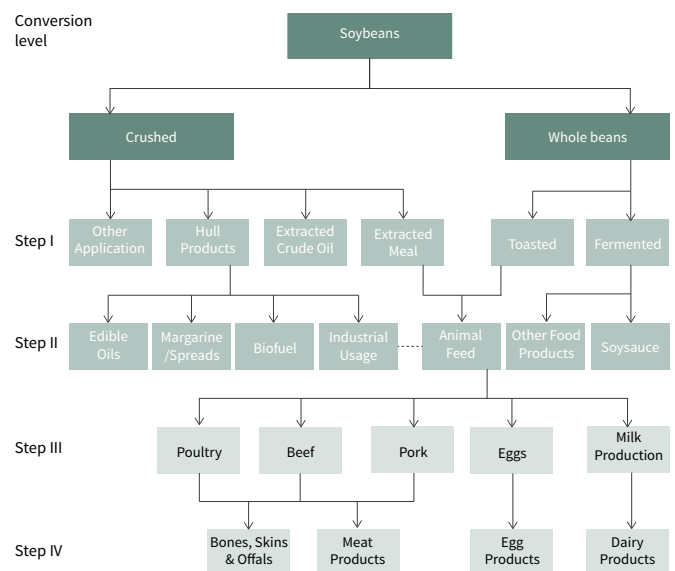 Conversion
level
Soybeans
Crushed
Whole beans
Step I
Other
Application
Hull
Products
Extracted
Crude Oil
Extracted
Meal
Toasted
Fermented
Step II
Edible
Oils
Margarine
/Spreads
Biofuel
Industrial
Usage
Animal
Feed
Other Food
Products
Soysauce
Step III
Poultry
Beef
Pork
Eggs
Milk
Production
Step IV
Bones, Skins
& Offals
Meat
Products
Egg
Products
Dairy
Products